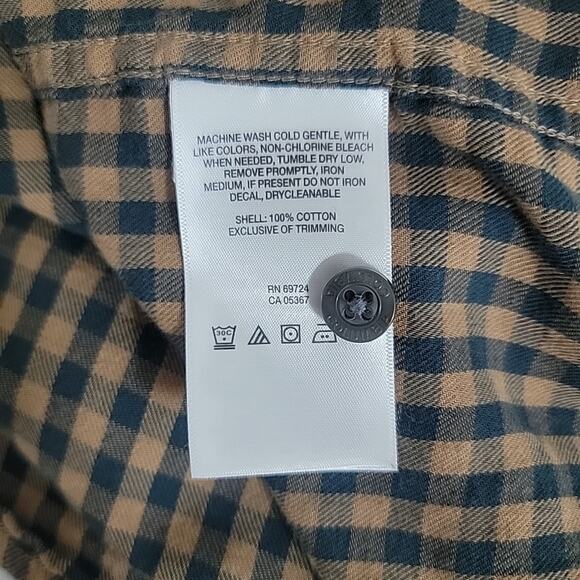 MACHINE WASH COLD GENTLE, WITH
LIKE COLORS, NON-CHLORINE BLEACH
WHEN NEEDED, TUMBLE DRY LOW,
REMOVE PROMPTLY, IRON
MEDIUM, IF PRESENT DO NOT IRON
DECAL, DRYCLEANABLE
SHELL: 100% COTTON
EXCLUSIVE OF TRIMMING
RN 69724
CA 05367
30C